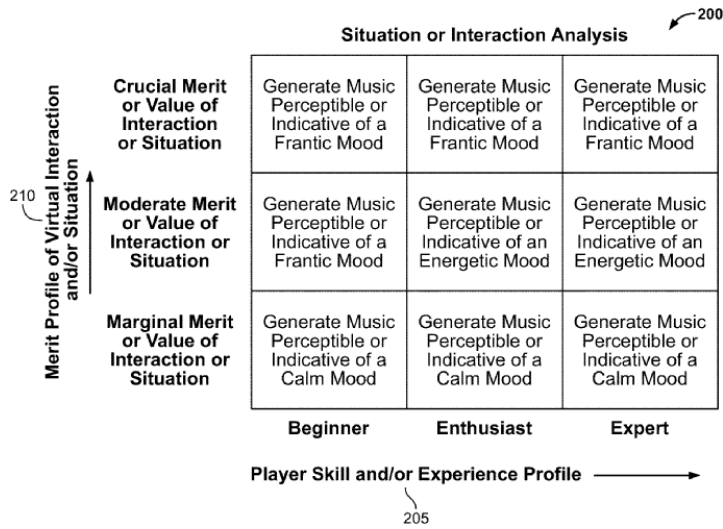 200
Situation or Interaction Analysis
Crucial Merit
or Value of
Interaction
or Situation
Generate Music
Perceptible or
Indicative of a
Frantic Mood
Generate Music
Perceptible or
Indicative of a
Frantic Mood
Generate Music
Perceptible or
Indicative of a
Frantic Mood
210
Merit Profile of Virtual Interaction
and/or Situation
Moderate Merit
or Value of
Interaction or
Situation
Generate Music
Perceptible or
Indicative of a
Frantic Mood
Generate Music
Perceptible or
Indicative of an
Energetic Mood
Generate Music
Perceptible or
Indicative of an
Energetic Mood
Marginal Merit
or Value of
Interaction or
Situation
Generate Music
Perceptible or
Indicative of a
Calm Mood
Generate Music
Perceptible or
Indicative of a
Calm Mood
Generate Music
Perceptible or
Indicative of a
Calm Mood
Beginner
Enthusiast
Expert
Player Skill and/or Experience Profile
205